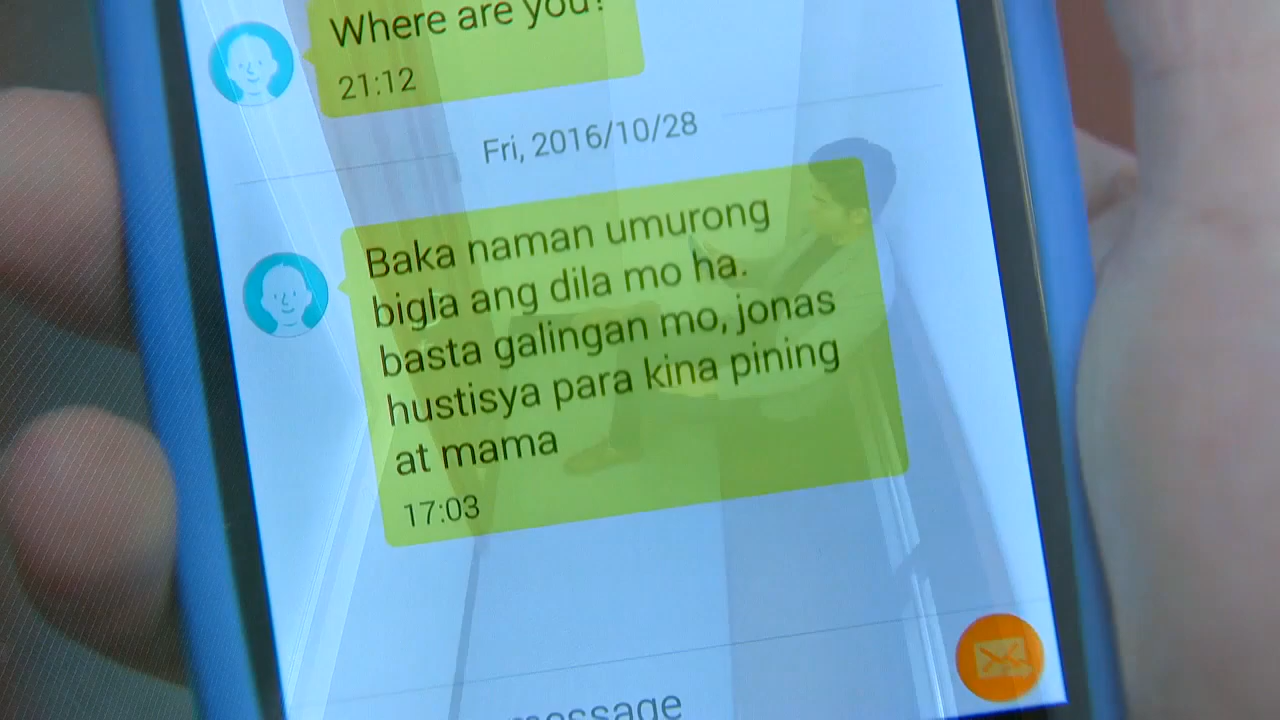 Where are you?
21:12
Fri, 2016/10/28
Baka naman umurong
bigla ang dila mo ha.
basta galingan mo, jonas
hustisya para kina pining
at mama
17:03
message